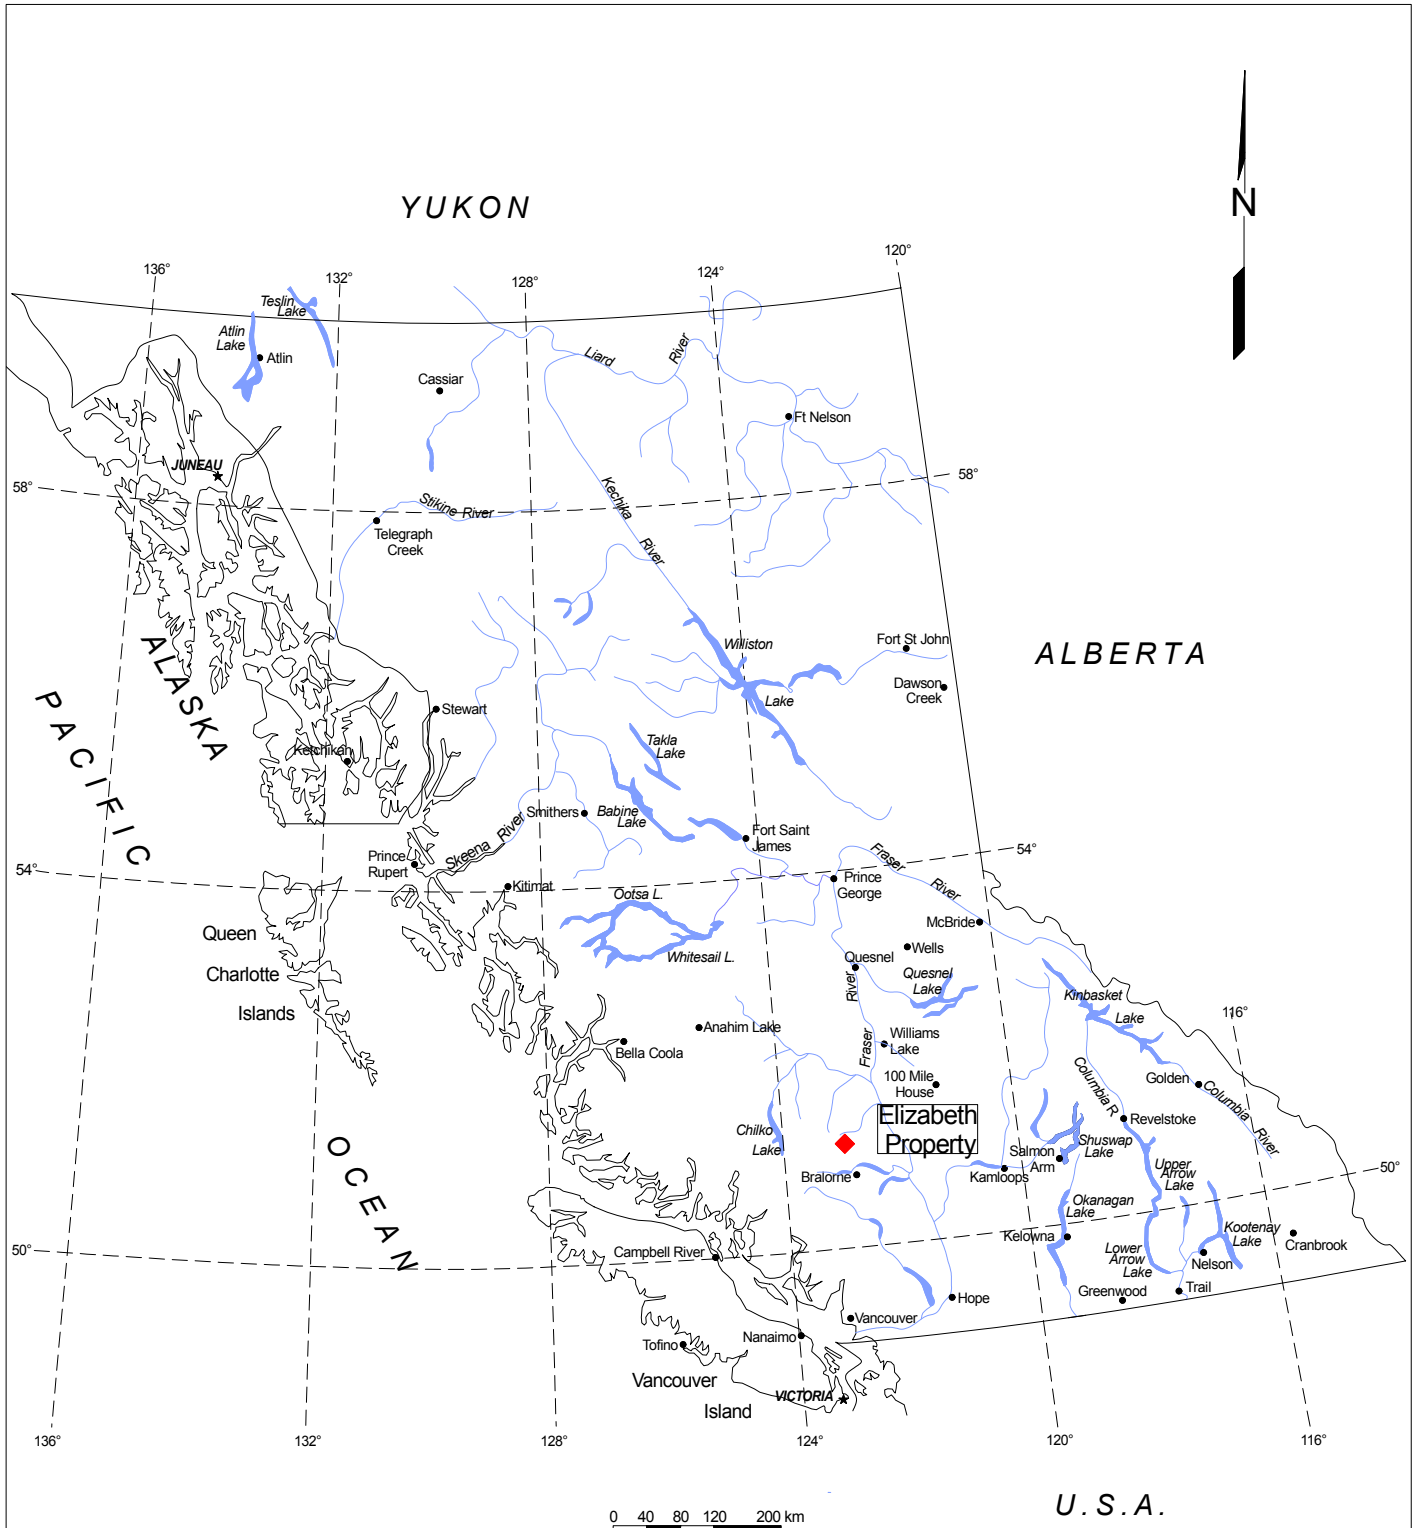 YUKON
120°
136°
132°
128°
124°
N
Teslin
Lake
Atlin
Lake
Atlin
Cassiar
Liard
River
Ft Nelson
JUNEAU
58°
58°
Stikine River
Kechika
River
Telegraph
Creek
ALASKA
Williston
Lake
Fort St John
ALBERTA
Dawson
Creek
PACIFIC
Stewart
Ketchikan
Takla
Lake
Smithers
Babine
Lake
Skeena River
Fort Saint
James
Prince
Rupert
54°
54°
Fraser
River
Kitimat
Prince
George
Ootsa L.
Whitesail L.
McBride
Queen
Charlotte
Islands
Wells
Quesnel
Quesnel
Lake
River
Fraser
Kinbasket
Lake
116°
Anahim Lake
Williams
Lake
Bella Coola
100 Mile
House
Golden
Columbia
River
Columbia R
Elizabeth
Property
Revelstoke
Chilko
Lake
Shuswap
Lake
Salmon
Arm
Upper
Arrow
Lake
50°
Bralorne
Kamloops
OCEAN
Okanagan
Lake
Kelowna
Kootenay
Lake
Cranbrook
50°
Campbell River
Lower
Arrow
Lake
Nelson
Greenwood
Trail
Hope
Vancouver
Nanaimo
Tofino
Vancouver
Island
VICTORIA
136°
132°
128°
124°
120°
116°
U.S.A.
0 40 80 120 200 km